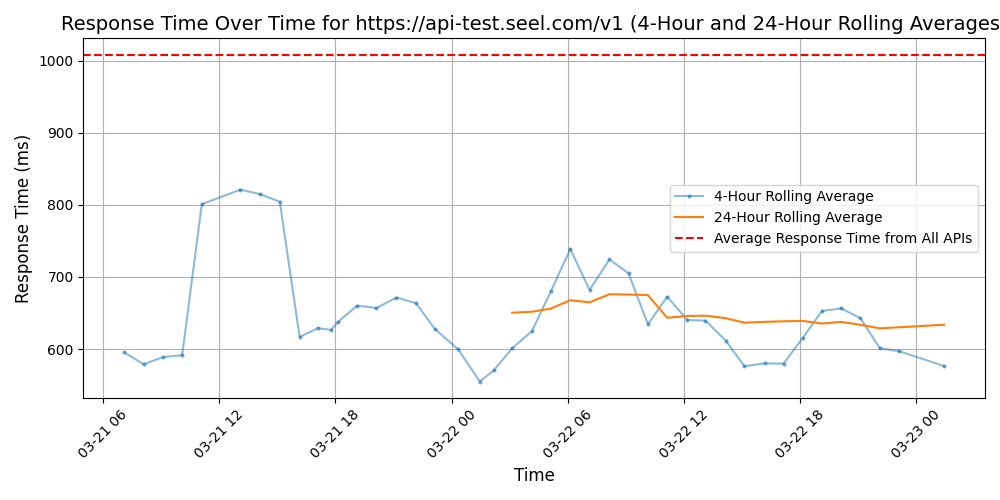 Response Time Over Time for https://api-test.seel.com/v1 (4-Hour and 24-Hour Rolling Averages
Response Time (ms)
1000
900
800
700
600
4-Hour Rolling Average
24-Hour Rolling Average
Average Response Time from All APIs
03-21 06
03-21 12
03-21 18
03-22 00
03-22 06
03-22 12
03-22 18
03-23 00
Time